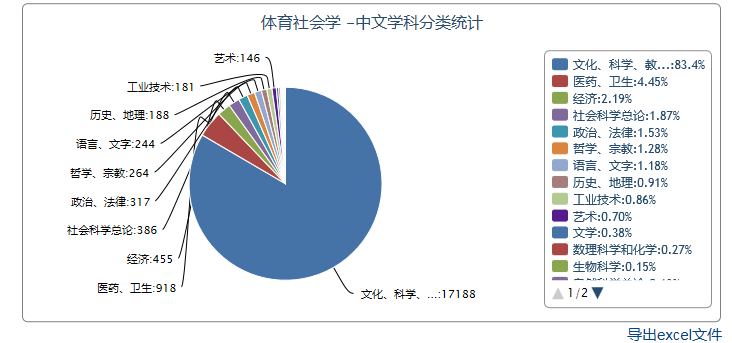 体育社会学 -中文学科分类统计
艺术:146
工业技术:181
历史、地理:188
语言、文字:244
哲学、宗教:264
政治、法律:317
社会科学总论:386
经济:455
医药、卫生:918
文化、科学、...:17188
文化、科学、教...:83.4%
医药、卫生:4.45%
经济:2.19%
社会科学总论:1.87%
政治、法律:1.53%
哲学、宗教:1.28%
语言、文字:1.18%
历史、地理:0.91%
工业技术:0.86%
艺术:0.70%
文学:0.38%
数理科学和化学:0.27%
生物科学:0.15%
1/2
导出excel文件